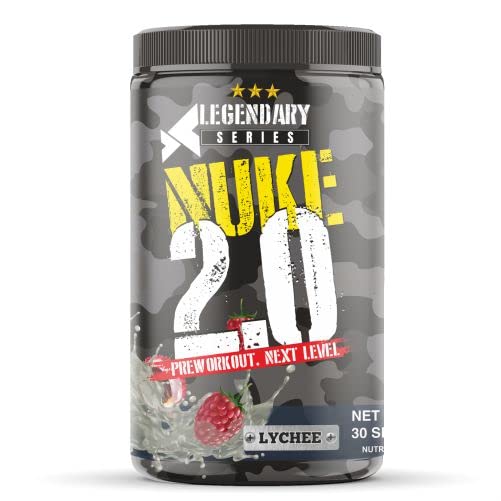 LEGENDARY
SERIES
NUKE
2.0
PREWORKOUT. NEXT LEVEL
LYCHEE
NET
30